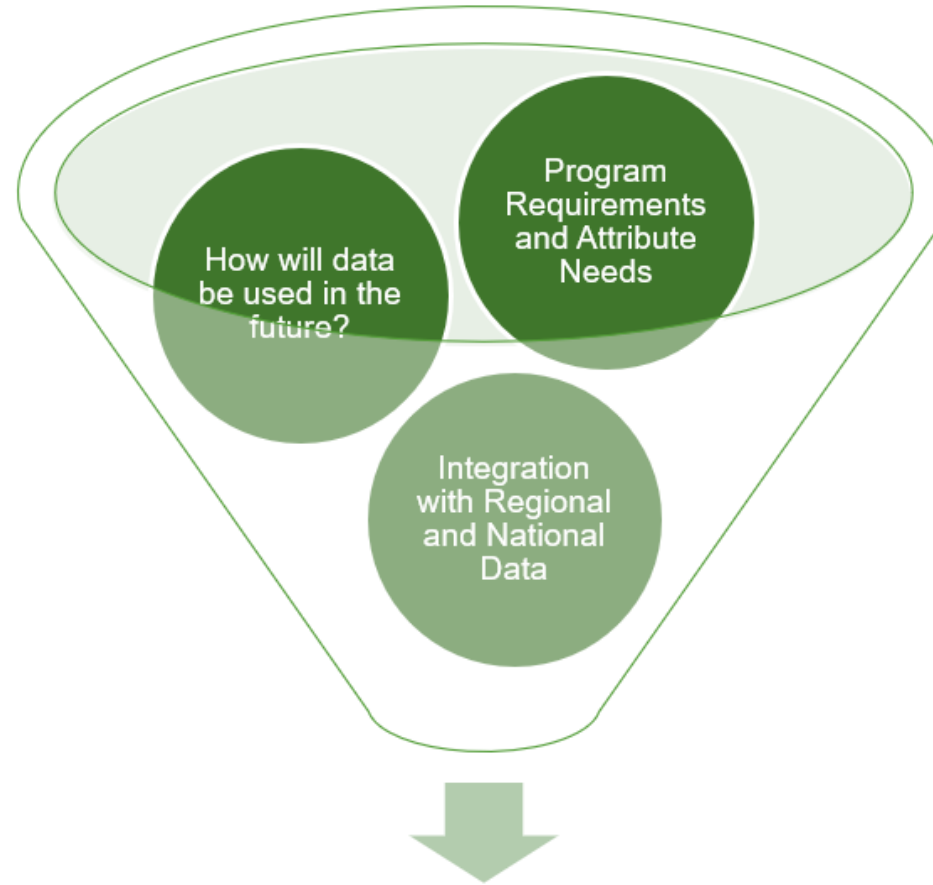 Program
Requirements
and Attribute
Needs
How will data
be used in the
future?
Integration
with Regional
and National
Data